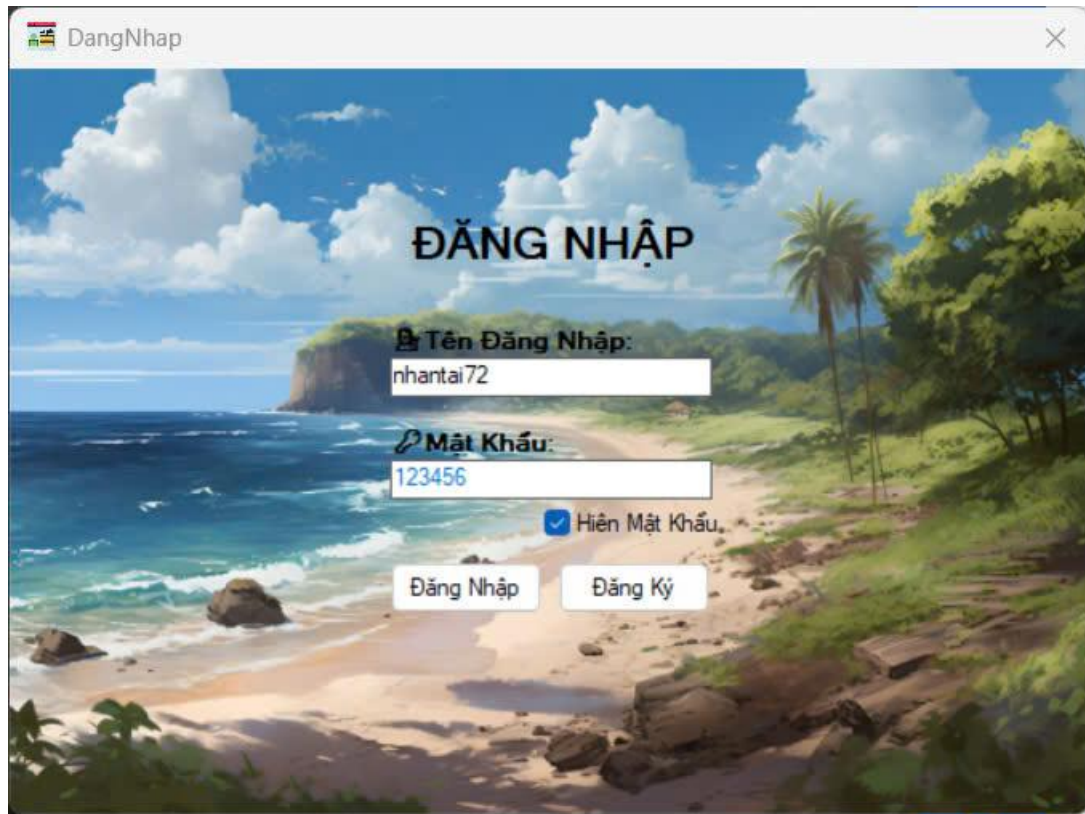 DangNhap
ĐĂNG NHẬP
Tên Đăng Nhập:
nhantai72
Mật Khẩu:
123456
Hiện Mật Khẩu.
Đăng Nhập Đăng Ký